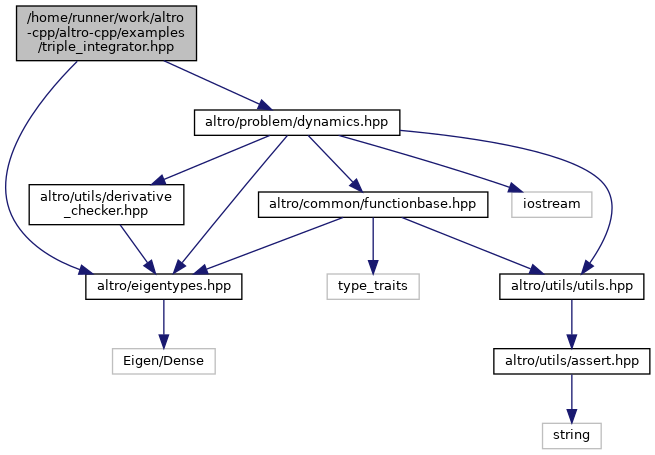 /home/runner/work/altro
-cpp/altro-cpp/examples
/triple_integrator.hpp
altro/problem/dynamics.hpp
altro/utils/derivative
_checker.hpp
altro/common/functionbase.hpp
iostream
altro/eigentypes.hpp
type_traits
altro/utils/utils.hpp
Eigen/Dense
altro/utils/assert.hpp
string